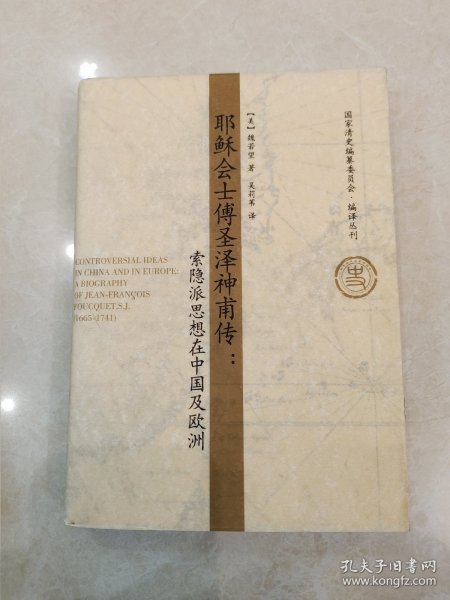 国家清史编纂委员会·编译丛刊
史
【美】魏若望 著 吴莉苇 译
耶稣会士傅圣泽神甫传：
索隐派思想在中国及欧洲
CONTROVERSIAL IDEAS
IN CHINA AND IN EUROPE:
A BIOGRAPHY
OF JEAN-FRANÇOIS
FOUCQUET,S.J.
(1665-1741)
孔夫子旧书网
www.kongfz.com